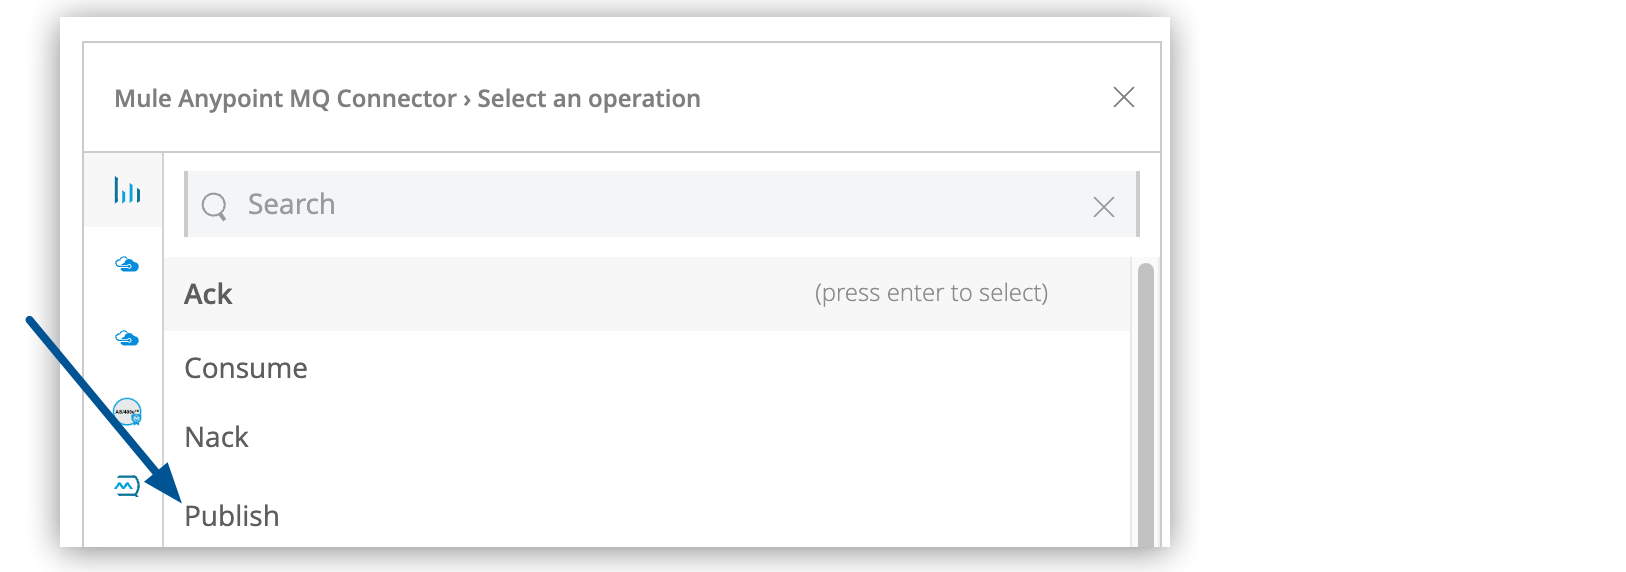 Mule Anypoint MQ Connector › Select an operation
Search
Ack (press enter to select)
Consume
Nack
Publish